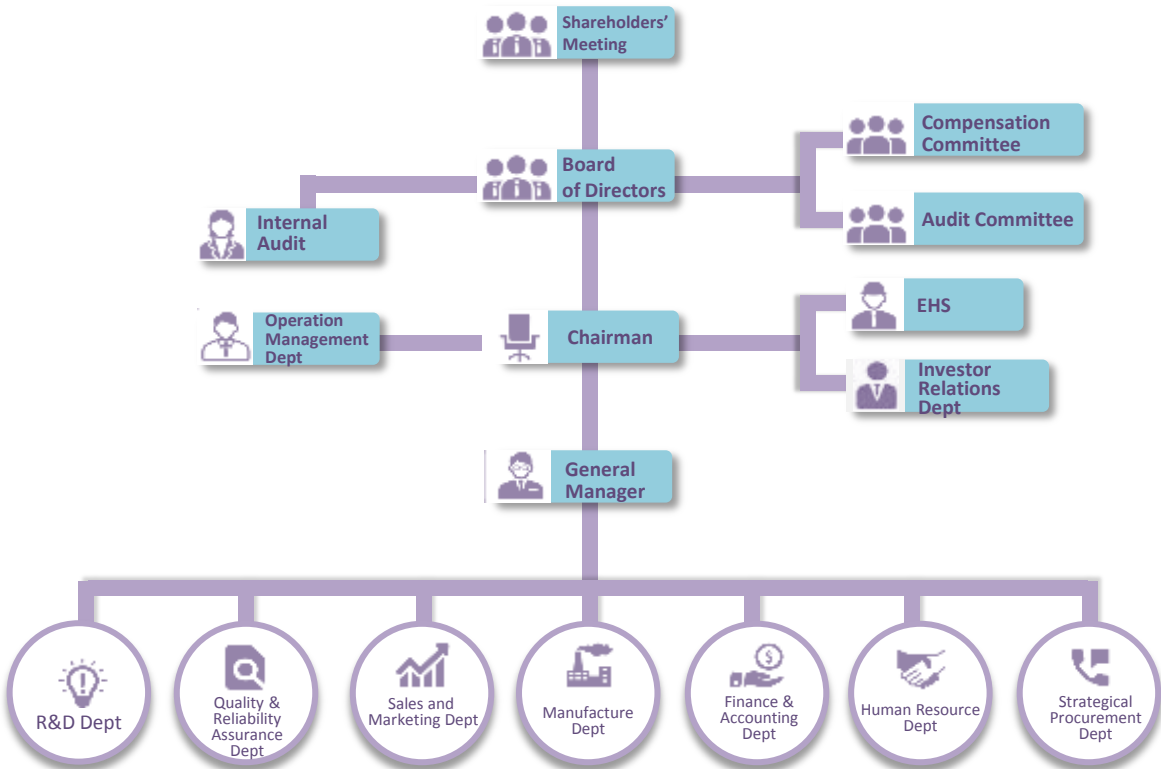 Shareholders'
Meeting
Compensation
Committee
Board
of Directors
Internal
Audit
Audit Committee
EHS
Operation
Management
Dept
Chairman
Investor
Relations
Dept
General
Manager
R&D Dept
Quality &
Reliability
Assurance
Dept
Sales and
Marketing Dept
Manufacture
Dept
Finance &
Accounting
Dept
Human Resource
Dept
Strategical
Procurement
Dept